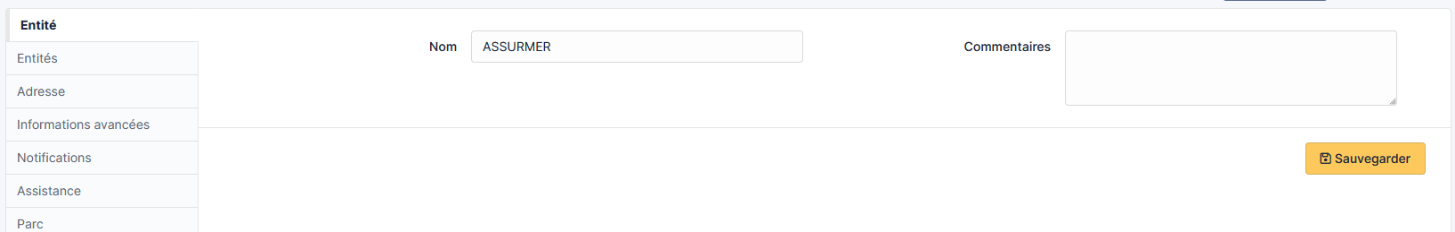 Entité
Nom ASSURMER Commentaires
Entités
Adresse
Informations avancées
Notifications
Sauvegarder
Assistance
Parc